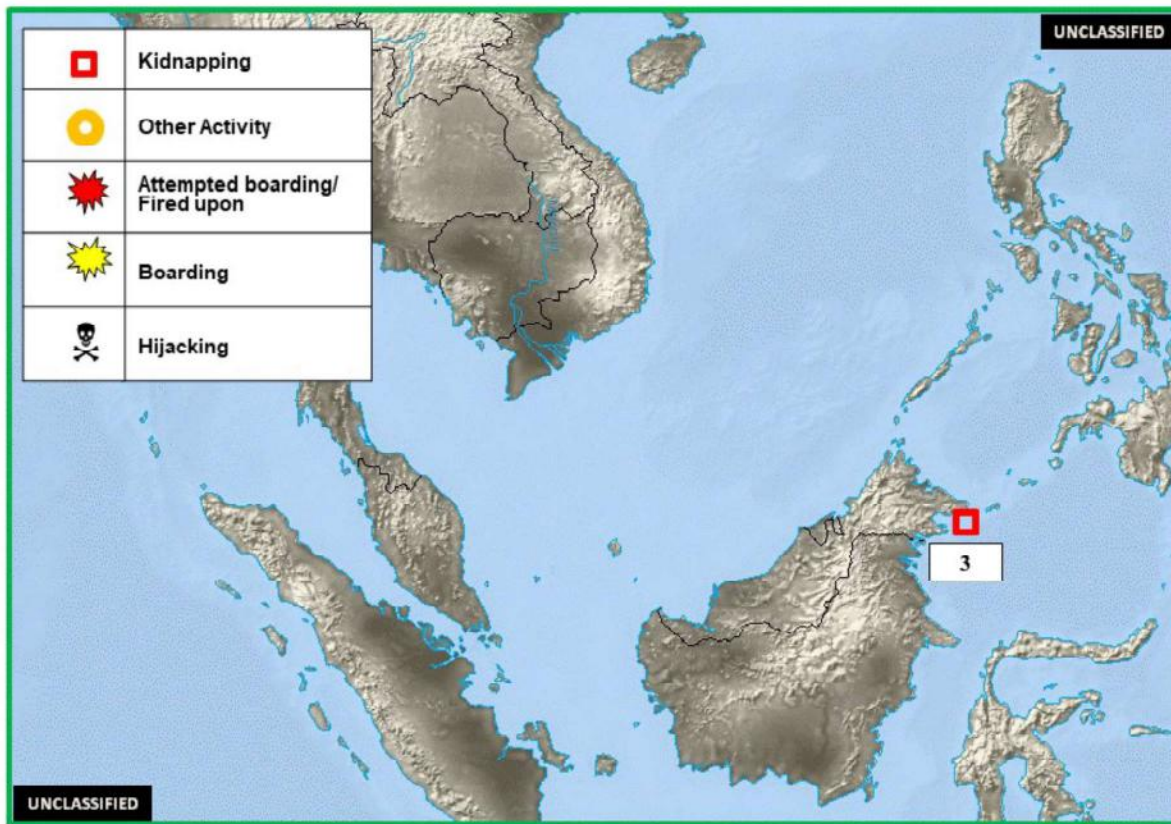 UNCLASSIFIED
Kidnapping
Other Activity
Attempted boarding/
Fired upon
Boarding
Hijacking
3
UNCLASSIFIED